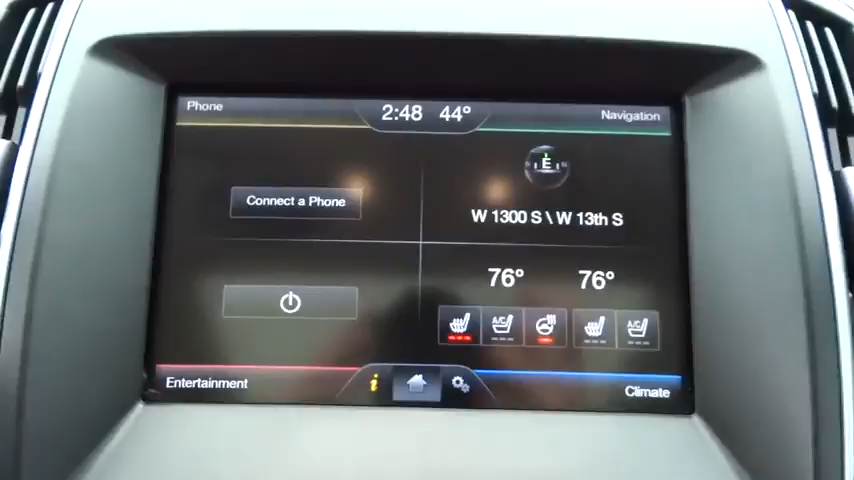 Phone
2:48 44°
Navigation
E
Connect a Phone
W 1300 S \ W 13th S
76° 76°
A/C
A/C
Entertainment
i
Climate